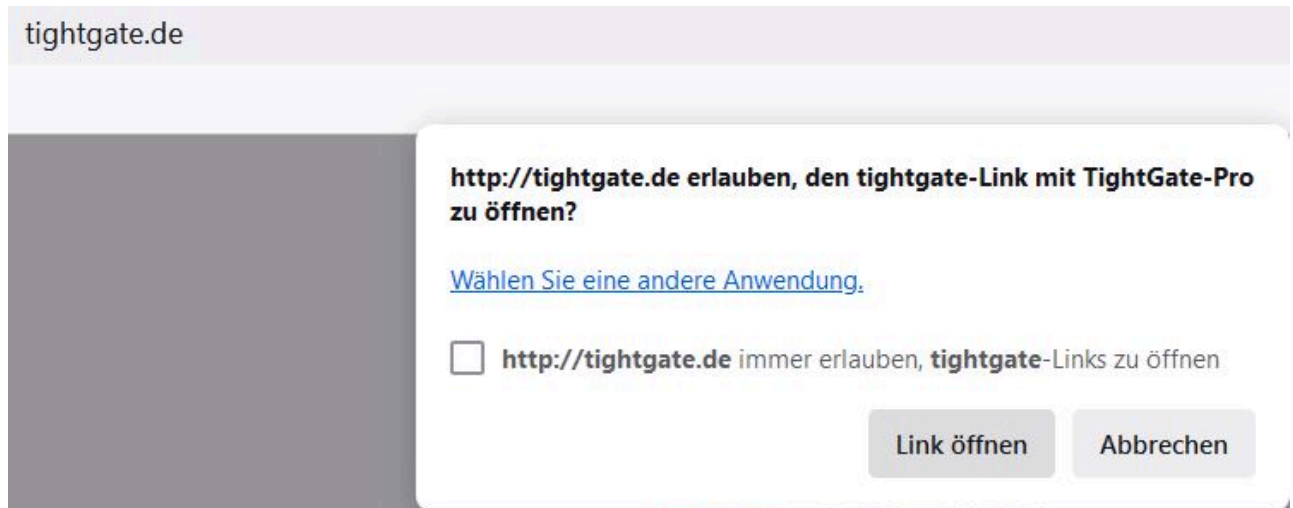 tightgate.de
http://tightgate.de erlauben, den tightgate-Link mit TightGate-Pro
zu öffnen?
Wählen Sie eine andere Anwendung.
http://tightgate.de immer erlauben, tightgate-Links zu öffnen
Link öffnen
Abbrechen